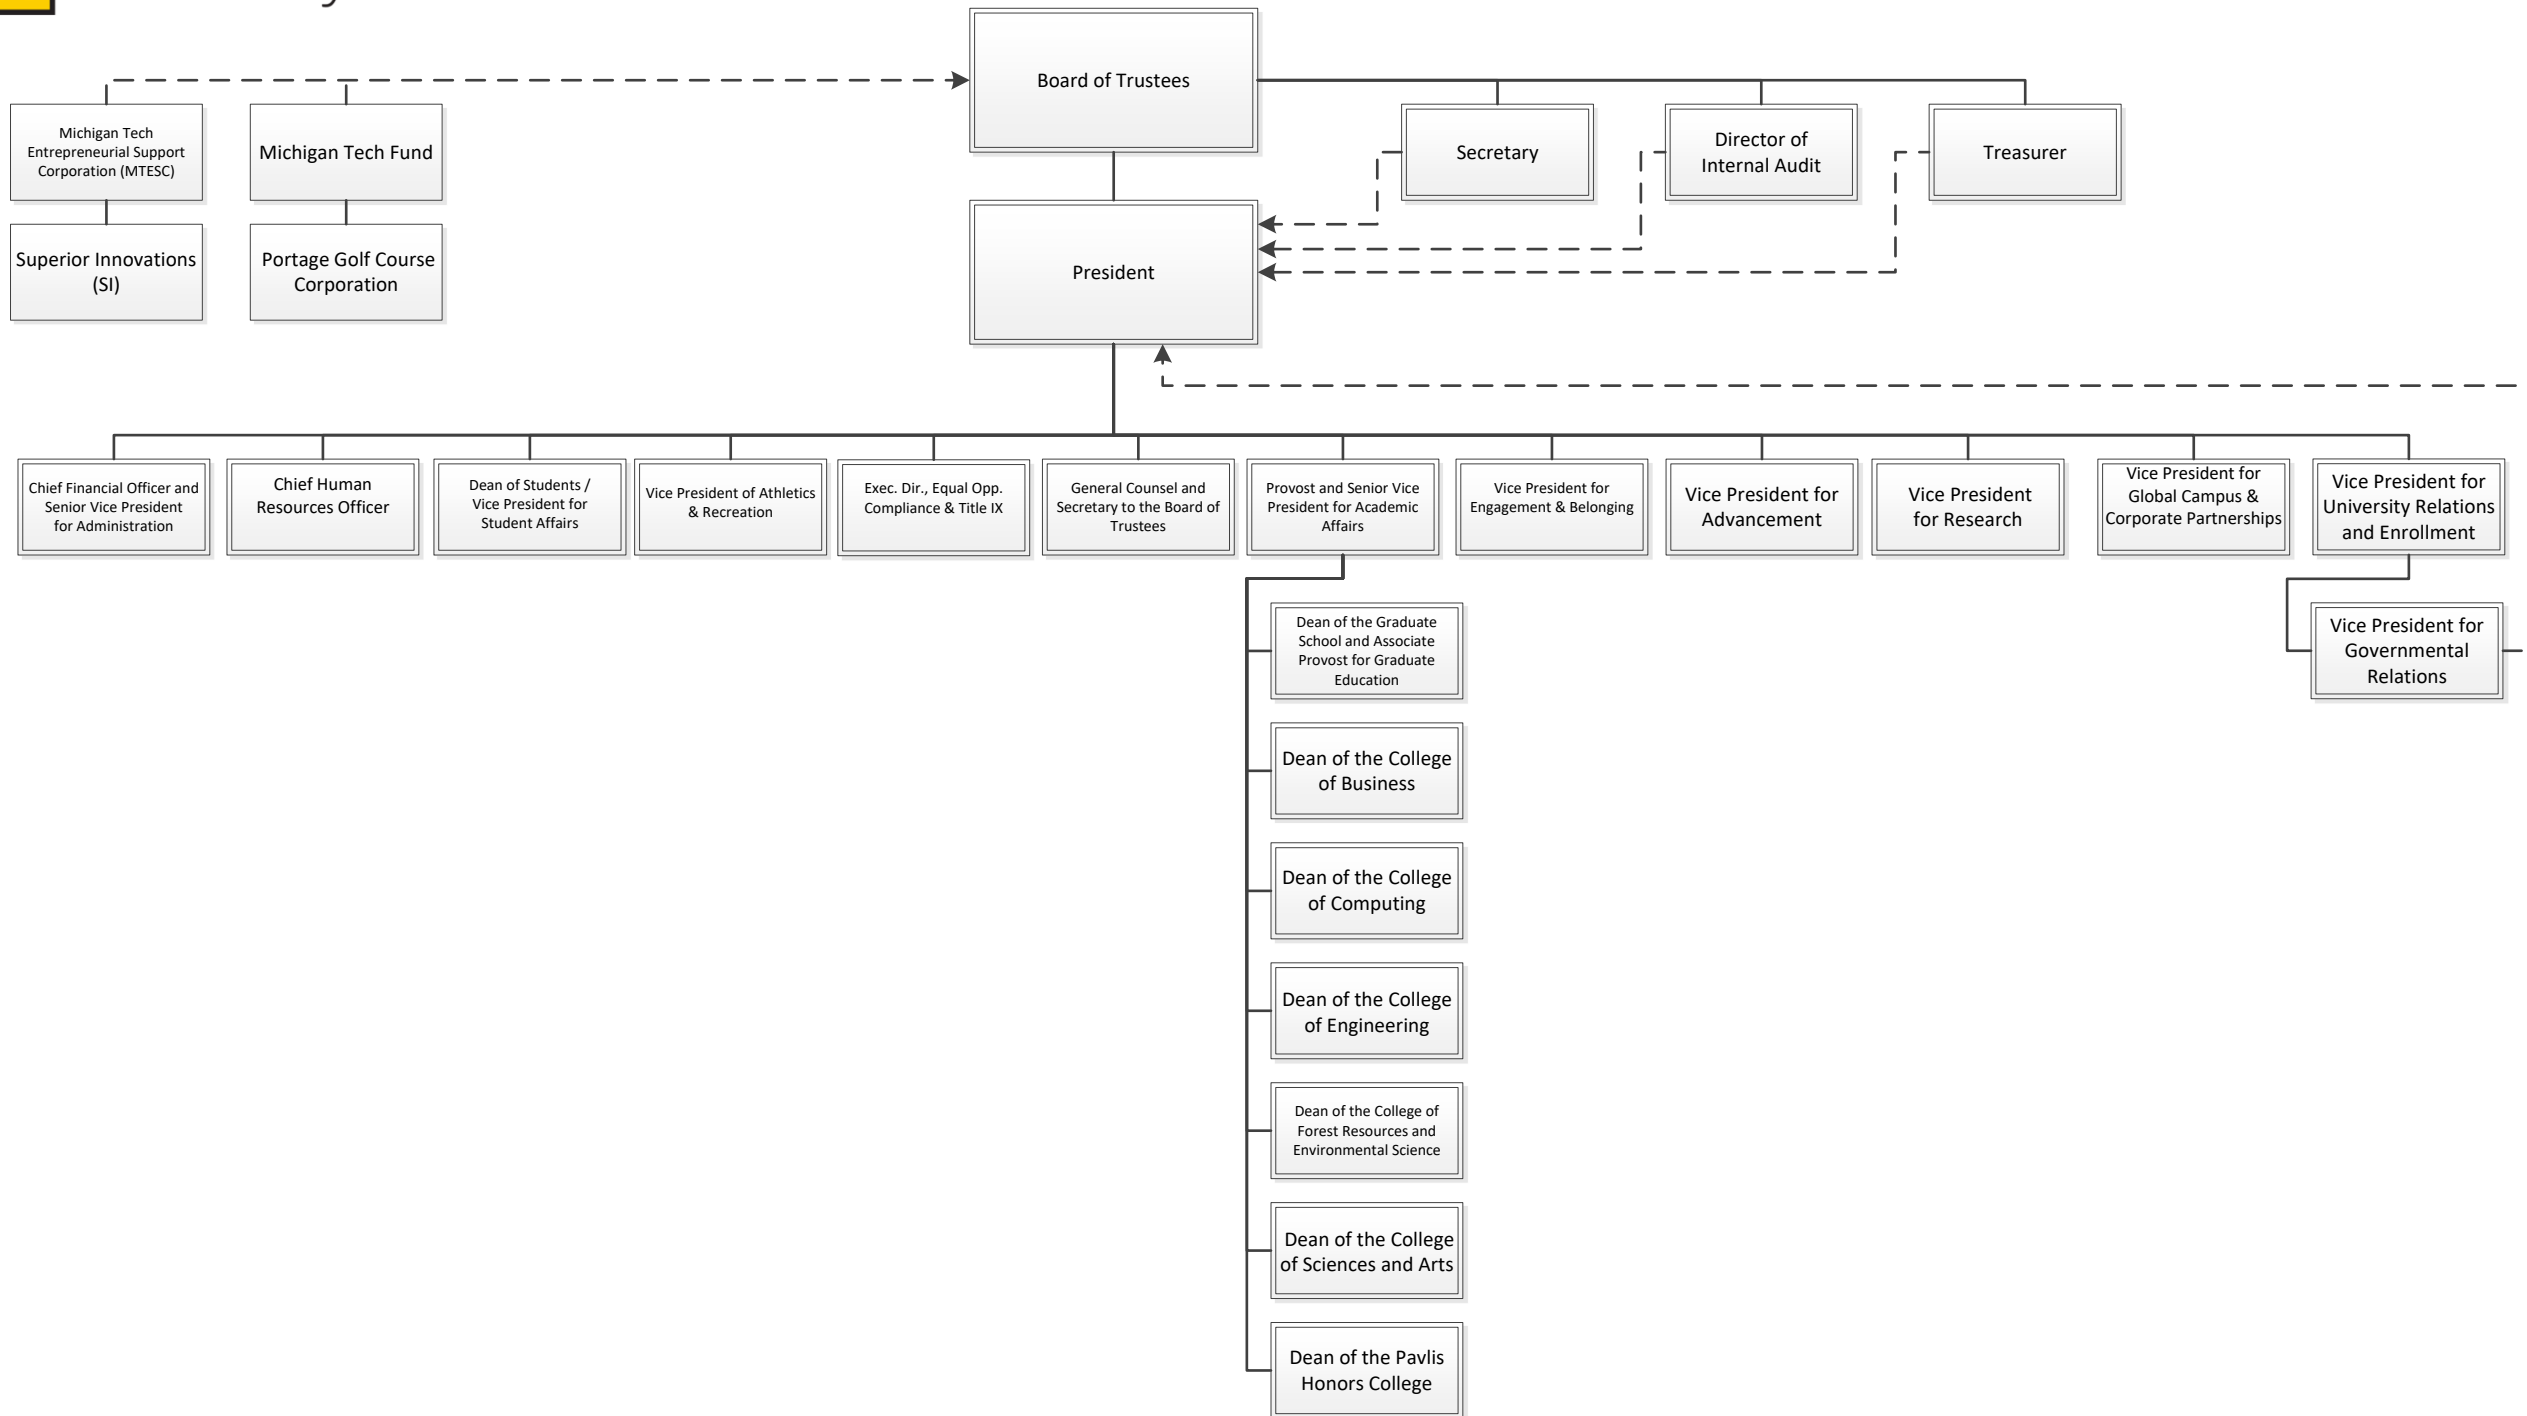 Board of Trustees
Michigan Tech
Entrepreneurial Support
Corporation (MTESC)
Michigan Tech Fund
Secretary
Director of
Internal Audit
Treasurer
Superior Innovations
(SI)
Portage Golf Course
Corporation
President
Chief Financial Officer and
Senior Vice President
for Administration
Chief Human
Resources Officer
Dean of Students /
Vice President for
Student Affairs
Vice President of Athletics
& Recreation
Exec. Dir., Equal Opp.
Compliance & Title IX
General Counsel and
Secretary to the Board of
Trustees
Provost and Senior Vice
President for Academic
Affairs
Vice President for
Engagement & Belonging
Vice President for
Advancement
Vice President
for Research
Vice President for
Global Campus &
Corporate Partnerships
Vice President for
University Relations
and Enrollment
Dean of the Graduate
School and Associate
Provost for Graduate
Education
Vice President for
Governmental
Relations
Dean of the College
of Business
Dean of the College
of Computing
Dean of the College
of Engineering
Dean of the College of
Forest Resources and
Environmental Science
Dean of the College
of Sciences and Arts
Dean of the Pavlis
Honors College